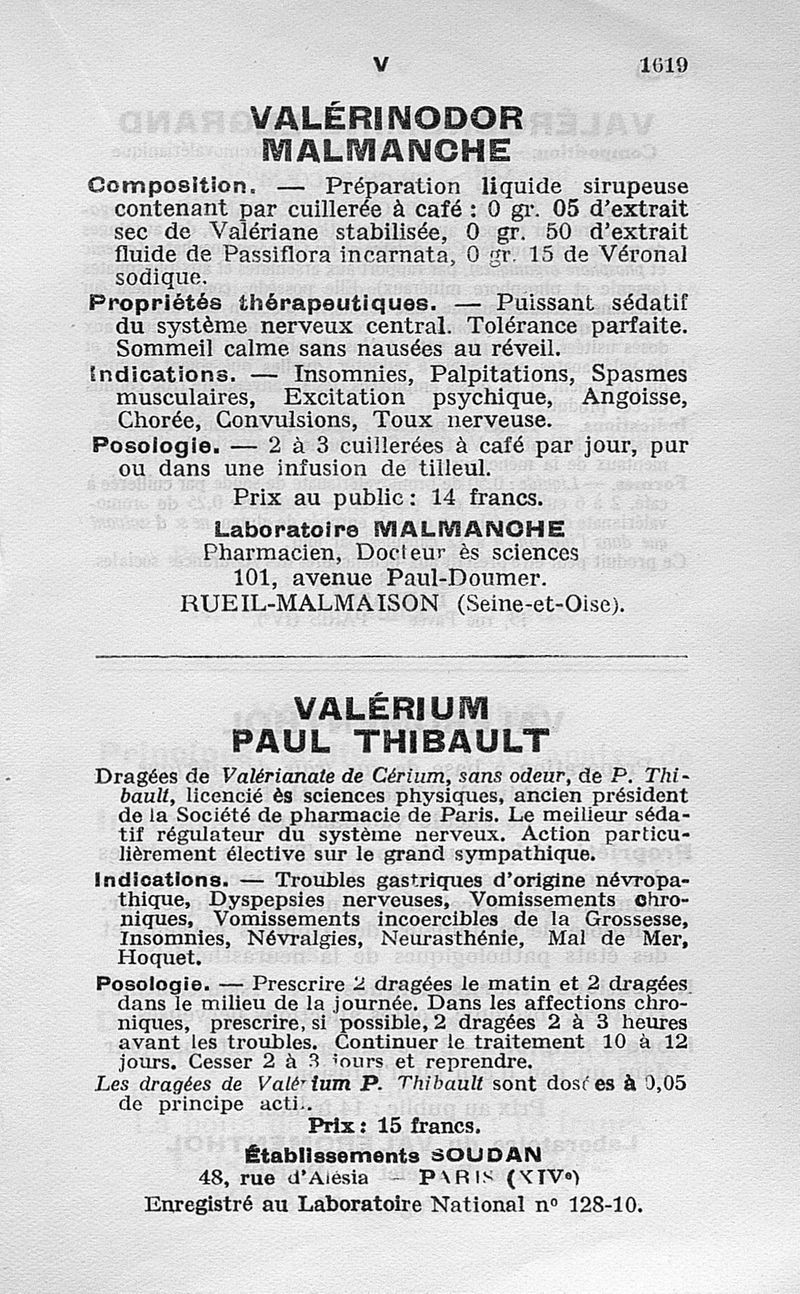 V 1619
VALÉRINODOR
MALMANCHE
Composition. — Préparation liquide sirupeuse
contenant par cuillerée à café : 0 gr. 05 d'extrait
sec de Valériane stabilisée, 0 gr. 50 d'extrait
fluide de Passiflora incarnata, 0 gr. 15 de Véronal
sodique.
Propriétés thérapeutiques. — Puissant sédatif
du système nerveux central. Tolérance parfaite.
Sommeil calme sans nausées au réveil.
Indications. — Insomnies, Palpitations, Spasmes
musculaires, Excitation psychique, Angoisse,
Chorée, Convulsions, Toux nerveuse.
Posologie. — 2 à 3 cuillerées à café par jour, pur
ou dans une infusion de tilleul.
Prix au public : 14 francs.
Laboratoire MALMANCHE
Pharmacien, Docteur ès sciences
101, avenue Paul-Doumer.
RUEIL-MALMAISON (Seine-et-Oise).
VALÉRIUM
PAUL THIBAULT
Dragées de Valérianate de Cérium, sans odeur, de P. Thi-
bault, licencié ès sciences physiques, ancien président
de la Société de pharmacie de Paris. Le meilleur séda-
tif régulateur du système nerveux. Action particu-
lièrement élective sur le grand sympathique.
Indications. — Troubles gastriques d'origine névropa-
thique, Dyspepsies nerveuses, Vomissements chro-
niques, Vomissements incoercibles de la Grossesse,
Insomnies, Névralgies, Neurasthénie, Mal de Mer,
Hoquet.
Posologie. — Prescrire 2 dragées le matin et 2 dragées
dans le milieu de la journée. Dans les affections chro-
niques, prescrire, si possible, 2 dragées 2 à 3 heures
avant les troubles. Continuer le traitement 10 à 12
jours. Cesser 2 à 3 jours et reprendre.
Les dragées de Valérium P. Thibault sont dosées à 0,05
de principe actif.
Prix : 15 francs.
Établissements SOUDAN
48, rue d'Alésia — PARIS (XIVe)
Enregistré au Laboratoire National nº 128-10.